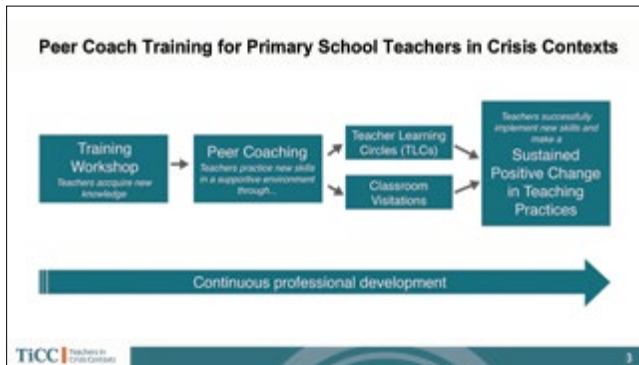 Peer Coach Training for Primary School Teachers in Crisis Contexts
Training
Workshop
Teachers accquire new
knowledge
Peer Coaching
Teachers practice new skills
in a supportive environment
through...
Teacher Learning
Circles (TLCs)
Classroom
Visitations
Teachers successfully
implement new skills and
make a
Sustained
Positive Change
in Teaching
Practices
Continuous professional development
TiCC
Teachers in
Crisis Contexts
3